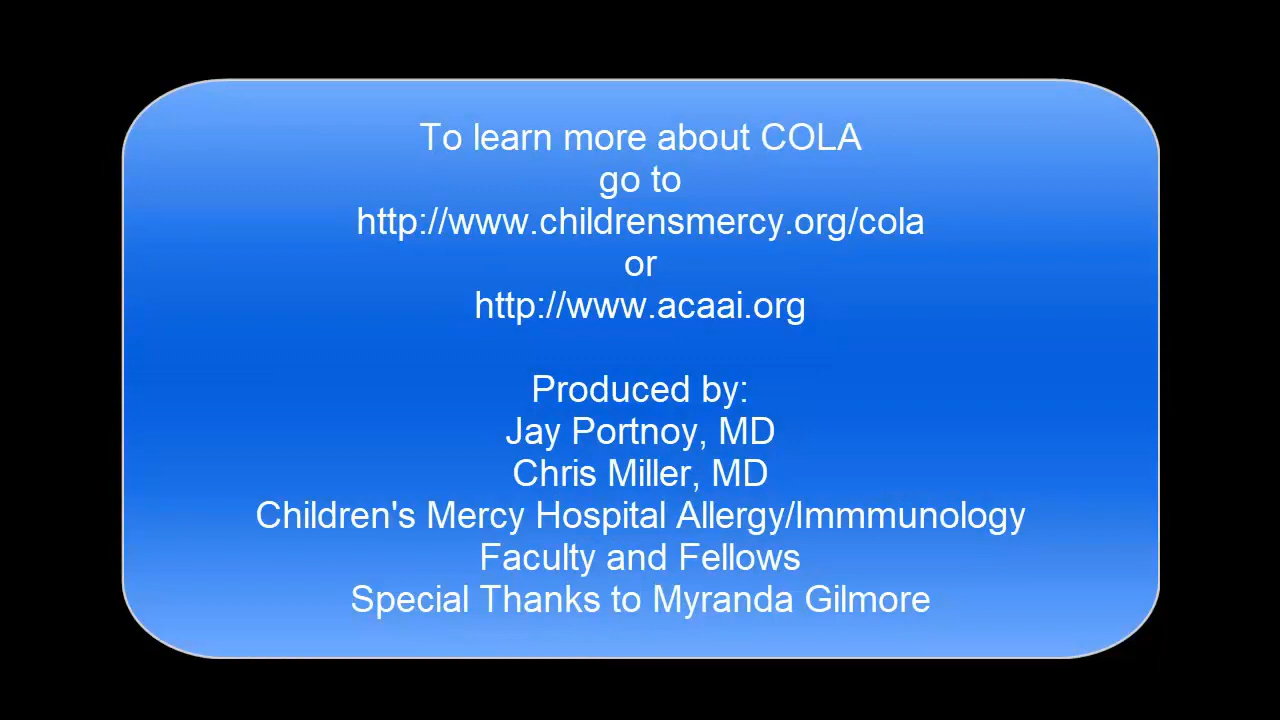 To learn more about COLA
go to
http://www.childrensmercy.org/cola
or
http://www.acaai.org
Produced by:
Jay Portnoy, MD
Chris Miller, MD
Children's Mercy Hospital Allergy/Immmunology
Faculty and Fellows
Special Thanks to Myranda Gilmore